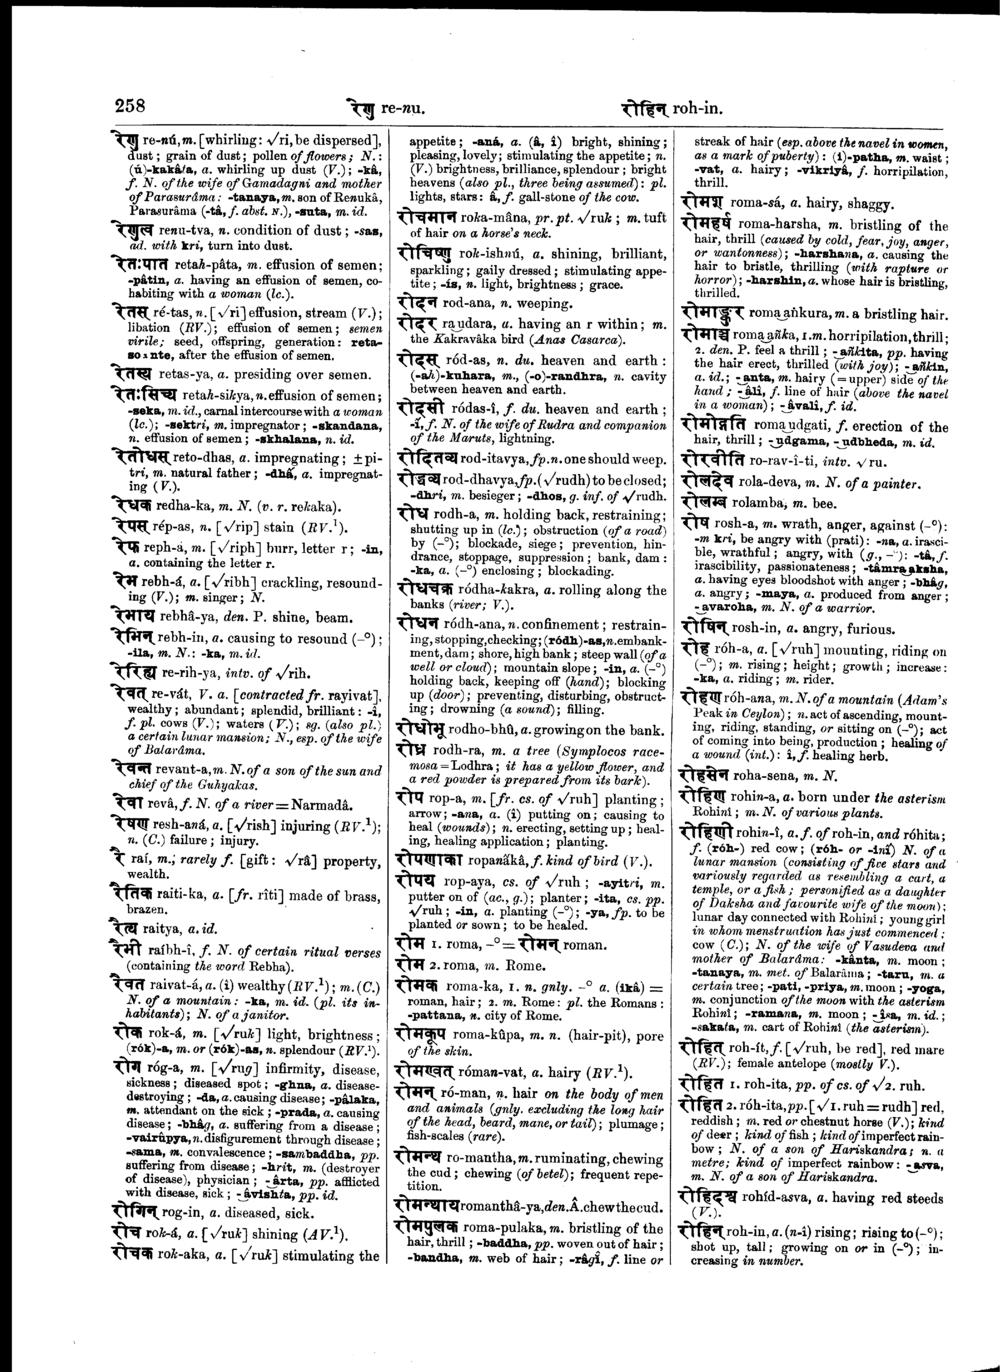 258
रेणु re-nu.
रोहिन् roh-in.
रेणु re-nú, m. [whirling: √ri, be dispersed],
dust; grain of dust; pollen of flowers; N.:
(ú)-kakâta, a. whirling up dust (V.); -kâ,
f. N. of the wife of Gamadagni and mother
of Parasurâma: -tanaya, m. son of Renukâ,
Parasurâma (-tâ, f. abst. N.), -suta, m. id.
रेणुत्व renu-tva, n. condition of dust; -sas,
ad. with kri, turn into dust.
रेतःपात retah-pâta, m. effusion of semen;
-pâtin, a. having an effusion of semen, co-
habiting with a woman (lc.).
रेतस् ré-tas, n. [√ri] effusion, stream (V.);
libation (RV.); effusion of semen; semen
virile; seed, offspring, generation: reta-
so‿nte, after the effusion of semen.
रेतस्य retas-ya, a. presiding over semen.
रेतःसिच्य retah-sikya, n. effusion of semen;
-seka, m. id., carnal intercourse with a woman
(lc.); -sektri, m. impregnator; -skandana,
n. effusion of semen; -skhalana, n. id.
रेतोधस् reto-dhas, a. impregnating; ±pi-
tri, m. natural father; -dhâ, a. impregnat-
ing (V.).
रेधक redha-ka, m. N. (v. r. rekaka).
रेपस् rép-as, n. [√rip] stain (RV.¹).
रेफ reph-a, m. [√riph] burr, letter r; -in,
a. containing the letter r.
रेभ rebh-á, a. [√ribh] crackling, resound-
ing (V.); m. singer; N.
रेभाय rebhâ-ya, den. P. shine, beam.
रेभिन् rebh-in, a. causing to resound (-°);
-ila, m. N.: -ka, m. id.
रेरिह्य re-rih-ya, intv. of √rih.
रेवत् re-vát, V. a. [contracted fr. rayivat],
wealthy; abundant; splendid, brilliant: -î,
f. pl. cows (V.); waters (V.); sg. (also pl.)
a certain lunar mansion; N., esp. of the wife
of Balarâma.
रेवन्त revant-a, m. N. of a son of the sun and
chief of the Guhyakas.
रेवा revâ, f. N. of a river=Narmadâ.
रेषण resh-aná, a. [√rish] injuring (RV.¹);
n. (C.) failure; injury.
रै raí, m.; rarely f. [gift: √râ] property,
wealth.
रैतिक raiti-ka, a. [fr. rîti] made of brass,
brazen.
रैत्य raitya, a. id.
रैभी raíbh-î, f. N. of certain ritual verses
(containing the word Rebha).
रैवत raivat-á, a. (î) wealthy (RV.¹); m. (C.)
N. of a mountain: -ka, m. id. (pl. its in-
habitants); N. of a janitor.
रोक rok-á, m. [√ruk] light, brightness;
(rók)-a, m. or (rók)-as, n. splendour (RV.¹).
रोग róg-a, m. [√rug] infirmity, disease,
sickness; diseased spot; -ghna, a. disease-
destroying; -da, a. causing disease; -pâlaka,
m. attendant on the sick; -prada, a. causing
disease; -bhâg, a. suffering from a disease;
-vairûpya, n. disfigurement through disease;
-sama, m. convalescence; -sambaddha, pp.
suffering from disease; -hrít, m. (destroyer
of disease), physician; ‿ârta, pp. afflicted
with disease, sick; ‿âvishta, pp. id.
रोगिन् rog-in, a. diseased, sick.
रोच rok-á, a. [√ruk] shining (AV.¹).
रोचक rok-aka, a. [√ruk] stimulating the
appetite; -aná, a. (â, î) bright, shining;
pleasing, lovely; stimulating the appetite; n.
(V.) brightness, brilliance, splendour; bright
heavens (also pl., three being assumed): pl.
lights, stars: â, f. gall-stone of the cow.
रोचमान roka-mâna, pr. pt. √ruk; m. tuft
of hair on a horse's neck.
रोचिष्णु rok-ishnú, a. shining, brilliant,
sparkling; gaily dressed; stimulating appe-
tite; -is, n. light, brightness; grace.
रोदन rod-ana, n. weeping.
रोदर ra‿udara, a. having an r within; m.
the Kakravâka bird (Anas Casarca).
रोदस् ród-as, n. du. heaven and earth:
(-ah)-kuhara, m., (-o)-randhra, n. cavity
between heaven and earth.
रोदसी ródas-î, f. du. heaven and earth;
-î, f. N. of the wife of Rudra and companion
of the Maruts, lightning.
रोदितव्य rod-itavya, fp. n. one should weep.
रोद्धव्य rod-dhavya, fp. (√rudh) to be closed;
-dhri, m. besieger; -dhos, g. inf. of √rudh.
रोध rodh-a, m. holding back, restraining;
shutting up in (lc.); obstruction (of a road)
by (-°); blockade, siege; prevention, hin-
drance, stoppage, suppression; bank, dam:
-ka, a. (-°) enclosing; blockading.
रोधचक्र ródha-kakra, a. rolling along the
banks (river; V.).
रोधन ródh-ana, n. confinement; restrain-
ing, stopping, checking; (ródh)-as, n. embank-
ment, dam; shore, high bank; steep wall (of a
well or cloud); mountain slope; -in, a. (-°)
holding back, keeping off (hand); blocking
up (door); preventing, disturbing, obstruct-
ing; drowning (a sound); filling.
रोधोभू rodho-bhû, a. growing on the bank.
रोध्र rodh-ra, m. a tree (Symplocos race-
mosa=Lodhra; it has a yellow flower, and
a red powder is prepared from its bark).
रोप rop-a, m. [fr. cs. of √ruh] planting;
arrow; -ana, a. (î) putting on; causing to
heal (wounds); n. erecting, setting up; heal-
ing, healing application; planting.
रोपणाका ropanâkâ, f. kind of bird (V.).
रोपय rop-aya, cs. of √ruh; -ayitri, m.
putter on of (ac., g.); planter; -ita, cs. pp.
√ruh; -in, a. planting (-°); -ya, fp. to be
planted or sown; to be healed.
रोम 1. roma, -°=रोमन् roman.
रोम 2. roma, m. Rome.
रोमक roma-ka, 1. n. gnly. -° a. (ikâ) =
roman, hair; 2. m. Rome: pl. the Romans:
-pattana, n. city of Rome.
रोमकूप roma-kûpa, m. n. (hair-pit), pore
of the skin.
रोमण्वत् róman-vat, a. hairy (RV.¹).
रोमन् ró-man, n. hair on the body of men
and animals (gnly. excluding the long hair
of the head, beard, mane, or tail); plumage;
fish-scales (rare).
रोमन्थ ro-mantha, m. ruminating, chewing
the cud; chewing (of betel); frequent repe-
tition.
रोमन्थाय romanthâ-ya, den. Â. chew the cud.
रोमपुलक roma-pulaka, m. bristling of the
hair, thrill; -baddha, pp. woven out of hair;
-bandha, m. web of hair; -râgî, f. line or
streak of hair (esp. above the navel in women,
as a mark of puberty): (î)-patha, m. waist;
-vat, a. hairy; -vikriyâ, f. horripilation,
thrill.
रोमश roma-sá, a. hairy, shaggy.
रोमहर्ष roma-harsha, m. bristling of the
hair, thrill (caused by cold, fear, joy, anger,
or wantonness); -harshana, a. causing the
hair to bristle, thrilling (with rapture or
horror); -harshin, a. whose hair is bristling,
thrilled.
रोमाङ्कुर roma‿aṅkura, m. a bristling hair.
रोमाञ्च roma‿añka, 1. m. horripilation, thrill;
2. den. P. feel a thrill; ‿añkita, pp. having
the hair erect, thrilled (with joy); ‿añkin,
a. id.; ‿anta, m. hairy (=upper) side of the
hand; ‿âlî, f. line of hair (above the navel
in a woman); ‿âvali, f. id.
रोमोद्गति roma‿udgati, f. erection of the
hair, thrill; ‿udgama, ‿udbheda, m. id.
रोरवीति ro-rav-î-ti, intv. √ru.
रोलदेव rola-deva, m. N. of a painter.
रोलम्ब rolamba, m. bee.
रोष rosh-a, m. wrath, anger, against (-°):
-m kri, be angry with (prati): -na, a. irasci-
ble, wrathful; angry, with (g., -°): -tâ, f.
irascibility, passionateness; -tâmra‿aksha,
a. having eyes bloodshot with anger; -bhâg,
a. angry; -maya, a. produced from anger;
‿avaroha, m. N. of a warrior.
रोषिन् rosh-in, a. angry, furious.
रोह róh-a, a. [√ruh] mounting, riding on
(-°); m. rising; height; growth; increase:
-ka, a. riding; m. rider.
रोहण róh-ana, m. N. of a mountain (Adam's
Peak in Ceylon); n. act of ascending, mount-
ing, riding, standing, or sitting on (-°); act
of coming into being, production; healing of
a wound (int.): î, f. healing herb.
रोहसेन roha-sena, m. N.
रोहिण rohin-a, a. born under the asterism
Rohinî; m. N. of various plants.
रोहिणी rohin-î, a. f. of roh-in, and róhita;
f. (róh-) red cow; (róh- or -inî) N. of a
lunar mansion (consisting of five stars and
variously regarded as resembling a cart, a
temple, or a fish; personified as a daughter
of Daksha and favourite wife of the moon);
lunar day connected with Rohinî; young girl
in whom menstruation has just commenced;
cow (C.); N. of the wife of Vasudeva and
mother of Balarâma: -kânta, m. moon;
-tanaya, m. met. of Balarâma; -taru, m. a
certain tree; -pati, -priya, m. moon; -yoga,
m. conjunction of the moon with the asterism
Rohinî; -ramana, m. moon; ‿îsa, m. id.;
-sakata, m. cart of Rohinî (the asterism).
रोहित् roh-ít, f. [√ruh, be red], red mare
(RV.); female antelope (mostly V.).
रोहित 1. roh-ita, pp. of cs. of √2. ruh.
रोहित 2. róh-ita, pp. [√1. ruh=rudh] red,
reddish; m. red or chestnut horse (V.); kind
of deer; kind of fish; kind of imperfect rain-
bow; N. of a son of Hariskandra; n. a
metre; kind of imperfect rainbow: ‿asva,
m. N. of a son of Hariskandra.
रोहिदश्व rohíd-asva, a. having red steeds
(V.).
रोहिन् roh-in, a. (n-î) rising; rising to (-°);
shot up, tall; growing on or in (-°); in-
creasing in number.